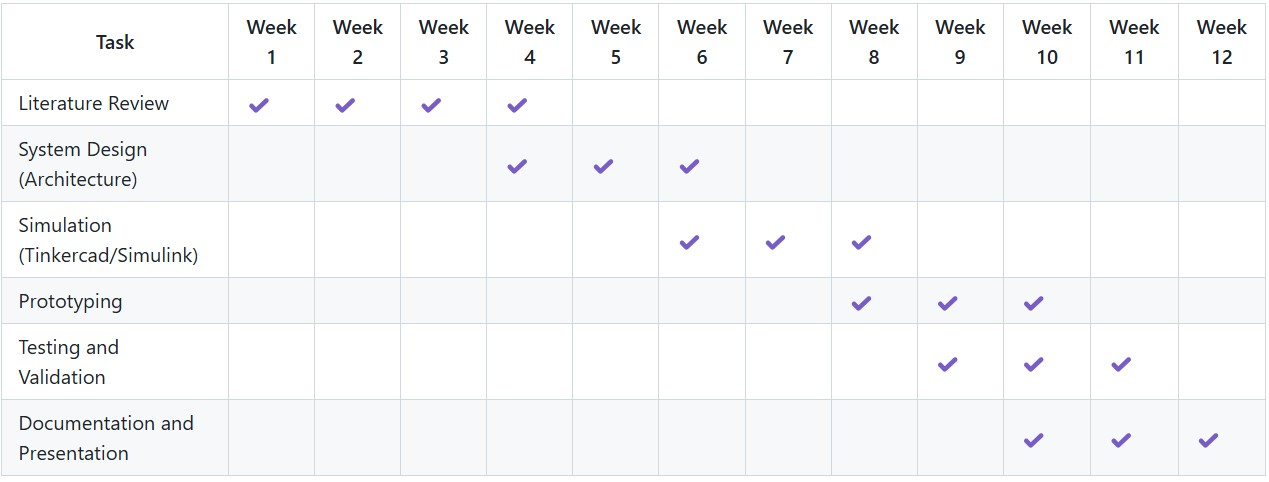 Task Week 1 Week 2 Week 3 Week 4 Week 5 Week 6 Week 7 Week 8 Week 9 Week 10 Week 11 Week 12
Literature Review ✔ ✔ ✔ ✔
System Design
(Architecture) ✔ ✔ ✔
Simulation
(Tinkercad/Simulink) ✔ ✔ ✔
Prototyping ✔ ✔ ✔
Testing and
Validation ✔ ✔ ✔
Documentation and
Presentation ✔ ✔ ✔